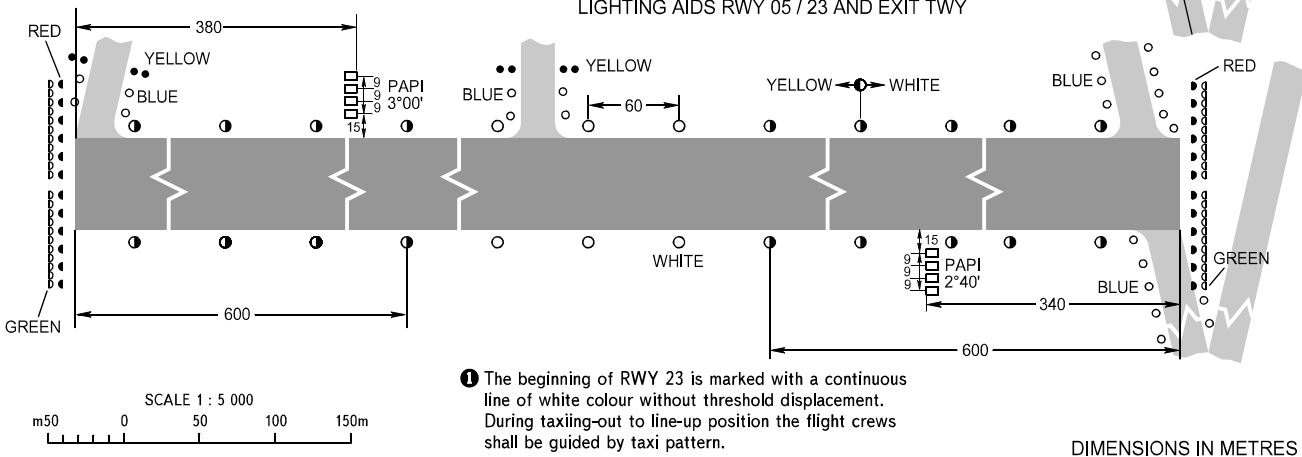 LIGHTING AIDS RWY 05 / 23 AND EXIT TWY
380
RED
YELLOW
BLUE
9
9
9
15
PAPI
3°00'
BLUE
YELLOW
60
YELLOW
WHITE
BLUE
RED
WHITE
15
9
9
9
PAPI
2°40'
BLUE
GREEN
340
600
600
GREEN
SCALE 1 : 5 000
m50 0 50 100 150m
1 The beginning of RWY 23 is marked with a continuous
line of white colour without threshold displacement.
During taxiing-out to line-up position the flight crews
shall be guided by taxi pattern.
DIMENSIONS IN METRES